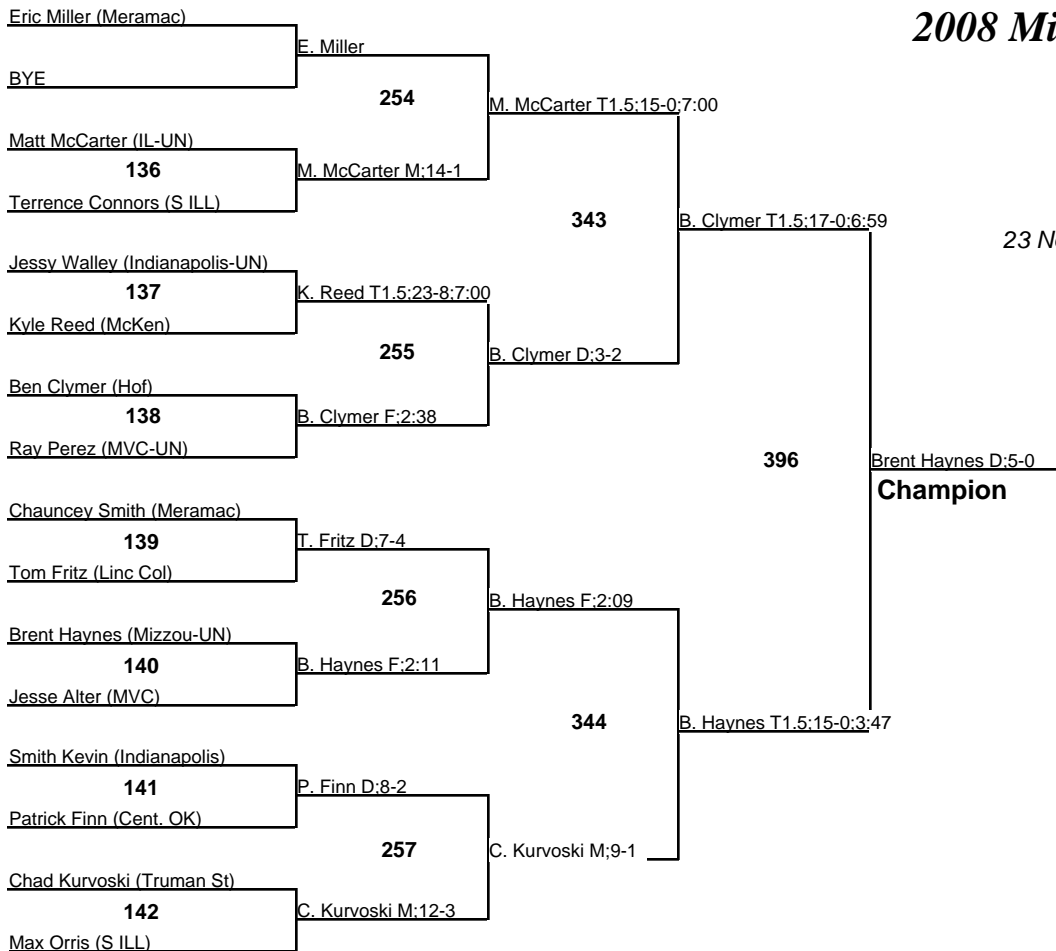 Eric Miller (Meramac)
2008 Mi
E. Miller
BYE
254
M. McCarter T1.5;15-0;7:00
Matt McCarter (IL-UN)
136
M. McCarter M;14-1
Terrence Connors (S ILL)
343
B. Clymer T1.5;17-0;6:59
23 N
Jessy Walley (Indianapolis-UN)
137
K. Reed T1.5;23-8;7:00
Kyle Reed (McKen)
255
B. Clymer D;3-2
Ben Clymer (Hof)
138
B. Clymer F;2:38
Ray Perez (MVC-UN)
396
Brent Haynes D;5-0
Champion
Chauncey Smith (Meramac)
139
T. Fritz D;7-4
Tom Fritz (Linc Col)
256
B. Haynes F;2:09
Brent Haynes (Mizzou-UN)
140
B. Haynes F;2:11
Jesse Alter (MVC)
344
B. Haynes T1.5;15-0;3:47
Smith Kevin (Indianapolis)
141
P. Finn D;8-2
Patrick Finn (Cent. OK)
257
C. Kurvoski M;9-1
Chad Kurvoski (Truman St)
142
C. Kurvoski M;12-3
Max Orris (S ILL)